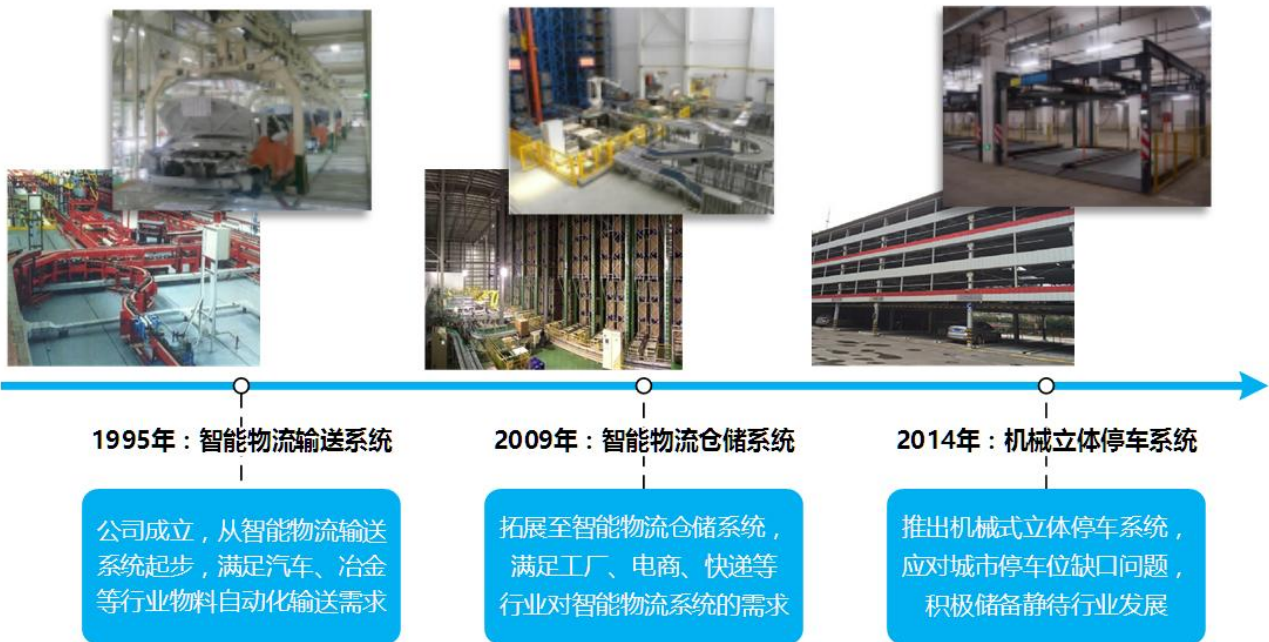 1995年：智能物流输送系统
2009年：智能物流仓储系统
2014年：机械立体停车系统
公司成立，从智能物流输送
系统起步，满足汽车、冶金
等行业物料自动化输送需求
拓展至智能物流仓储系统，
满足工厂、电商、快递等
行业对智能物流系统的需求
推出机械式立体停车系统，
应对城市停车位缺口问题，
积极储备静待行业发展